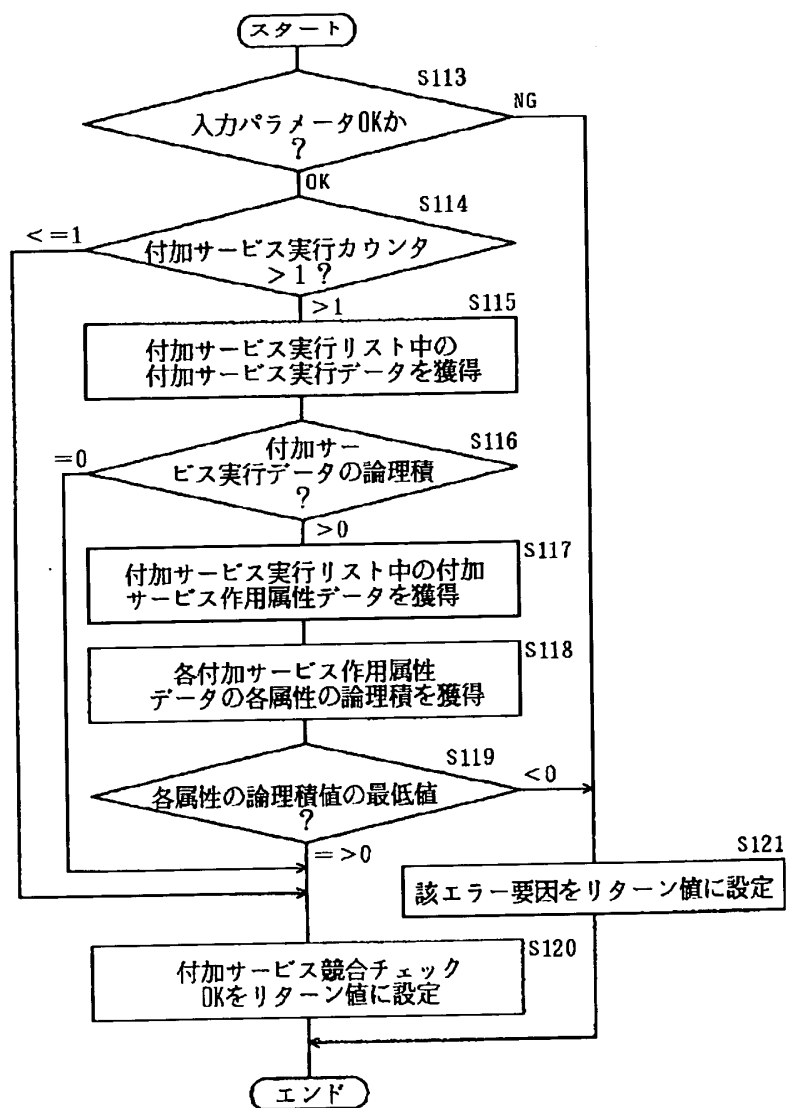 スタート
S113
入力パラメータOKか
?
NG
OK
S114
<=1
付加サービス実行カウンタ
>1?
>1
S115
付加サービス実行リスト中の
付加サービス実行データを獲得
S116
=0
付加サー
ビス実行データの論理積
?
>0
S117
付加サービス実行リスト中の付加
サービス作用属性データを獲得
S118
各付加サービス作用属性
データの各属性の論理積を獲得
S119
<0
各属性の論理積値の最低値
?
=>0
S121
該エラー要因をリターン値に設定
S120
付加サービス競合チェック
OKをリターン値に設定
エンド